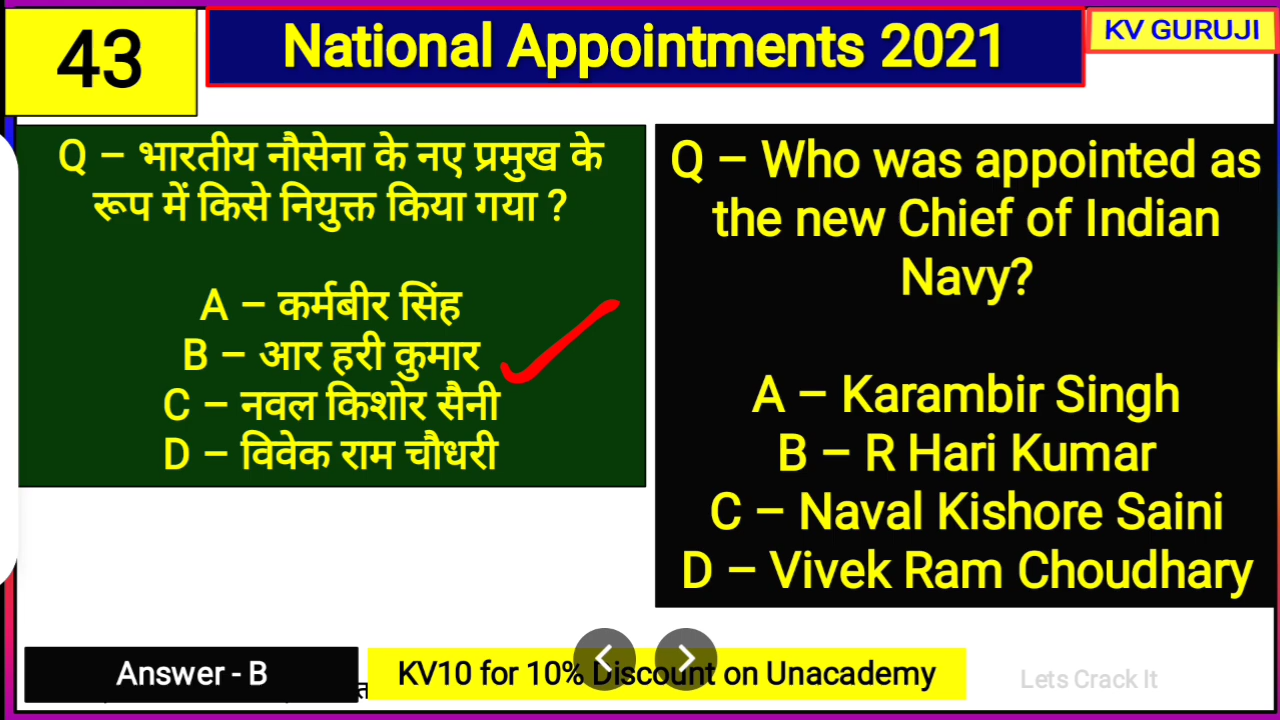 43
National Appointments 2021
KV GURUJI
Q – भारतीय नौसेना के नए प्रमुख के
रूप में किसे नियुक्त किया गया ?
A – कर्मबीर सिंह
B – आर हरी कुमार
C – नवल किशोर सैनी
D – विवेक राम चौधरी
Q – Who was appointed as
the new Chief of Indian
Navy?
A – Karambir Singh
B – R Hari Kumar
C – Naval Kishore Saini
D – Vivek Ram Choudhary
Answer - B
KV10 for 10% Discount on Unacademy
Lets Crack It